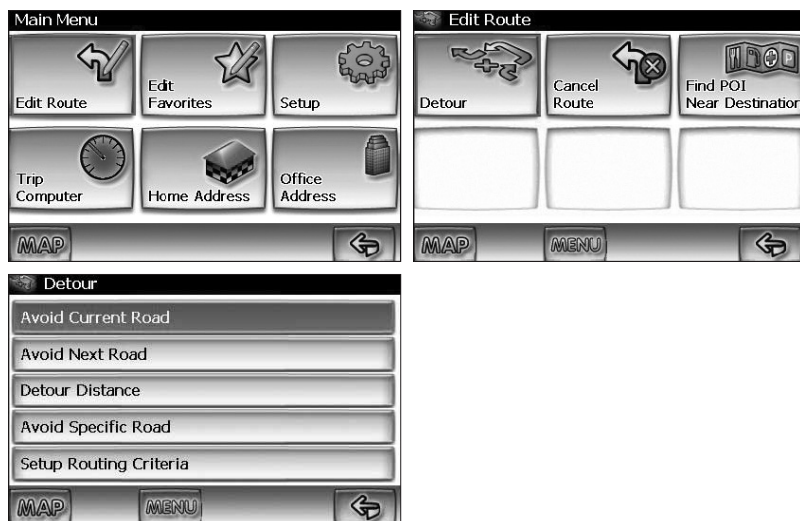 Main Menu
Edit Route
Edit
Favorites
Setup
Trip
Computer
Home Address
Office
Address
MAP
Edit Route
Detour
Cancel
Route
Find POI
Near Destination
P
MAP
MENU
Detour
Avoid Current Road
Avoid Next Road
Detour Distance
Avoid Specific Road
Setup Routing Criteria
MAP
MENU